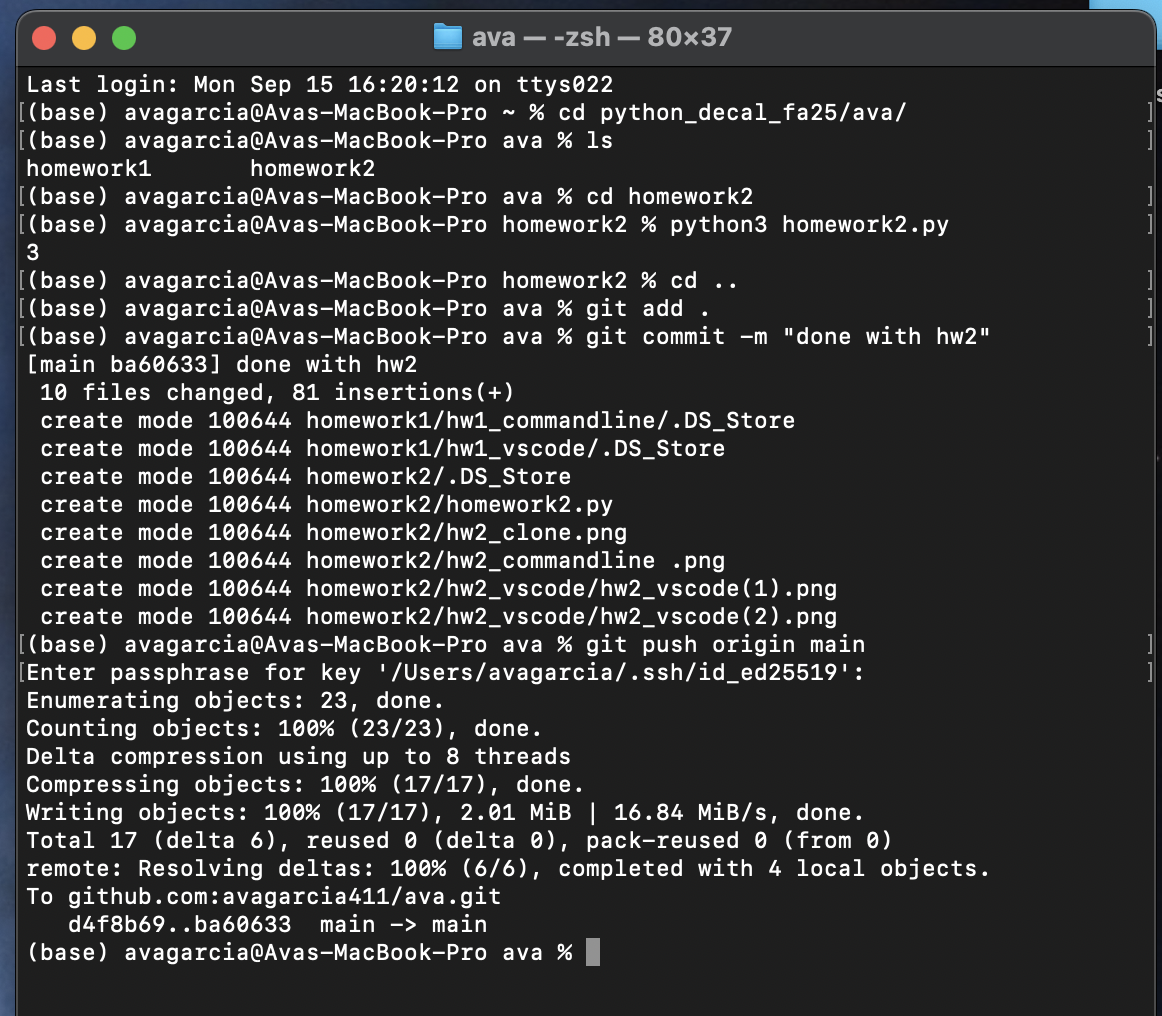 ava — -zsh — 80×37
Last login: Mon Sep 15 16:20:12 on ttys022
[(base) avagarcia@Avas-MacBook-Pro ~ % cd python_decal_fa25/ava/ ]
[(base) avagarcia@Avas-MacBook-Pro ava % ls ]
homework1       homework2
[(base) avagarcia@Avas-MacBook-Pro ava % cd homework2 ]
[(base) avagarcia@Avas-MacBook-Pro homework2 % python3 homework2.py ]
3
[(base) avagarcia@Avas-MacBook-Pro homework2 % cd .. ]
[(base) avagarcia@Avas-MacBook-Pro ava % git add . ]
[(base) avagarcia@Avas-MacBook-Pro ava % git commit -m "done with hw2" ]
[main ba60633] done with hw2
 10 files changed, 81 insertions(+)
 create mode 100644 homework1/hw1_commandline/.DS_Store
 create mode 100644 homework1/hw1_vscode/.DS_Store
 create mode 100644 homework2/.DS_Store
 create mode 100644 homework2/homework2.py
 create mode 100644 homework2/hw2_clone.png
 create mode 100644 homework2/hw2_commandline .png
 create mode 100644 homework2/hw2_vscode/hw2_vscode(1).png
 create mode 100644 homework2/hw2_vscode/hw2_vscode(2).png
[(base) avagarcia@Avas-MacBook-Pro ava % git push origin main ]
[Enter passphrase for key '/Users/avagarcia/.ssh/id_ed25519': ]
Enumerating objects: 23, done.
Counting objects: 100% (23/23), done.
Delta compression using up to 8 threads
Compressing objects: 100% (17/17), done.
Writing objects: 100% (17/17), 2.01 MiB | 16.84 MiB/s, done.
Total 17 (delta 6), reused 0 (delta 0), pack-reused 0 (from 0)
remote: Resolving deltas: 100% (6/6), completed with 4 local objects.
To github.com:avagarcia411/ava.git
   d4f8b69..ba60633  main -> main
(base) avagarcia@Avas-MacBook-Pro ava %